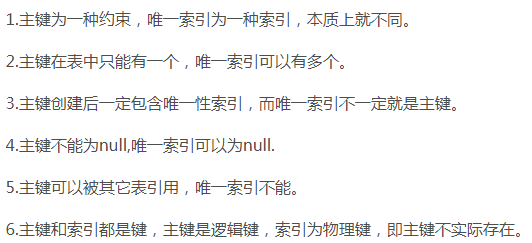 1.主键为一种约束，唯一索引为一种索引，本质上就不同。
2.主键在表中只能有一个，唯一索引可以有多个。
3.主键创建后一定包含唯一性索引，而唯一索引不一定就是主键。
4.主键不能为null,唯一索引可以为null.
5.主键可以被其它表引用，唯一索引不能。
6.主键和索引都是键，主键是逻辑键，索引为物理键，即主键不实际存在。